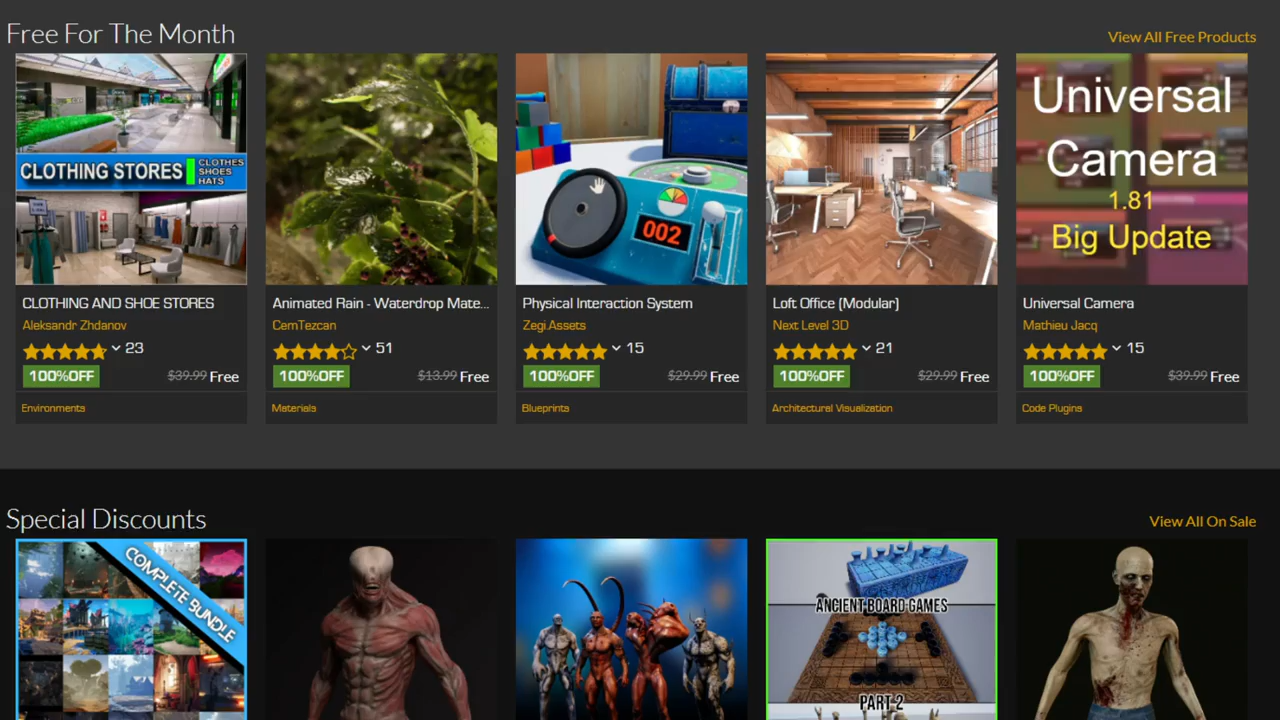 Free For The Month
View All Free Products
CLOTHING STORES CLOTHES SHOES HATS
Universal
Camera
1.81
Big Update
002
CLOTHING AND SHOE STORES
Aleksandr Zhdanov
23
100%OFF $39.99 Free
Environments
Animated Rain - Waterdrop Mate...
CemTezcan
51
100%OFF $13.99 Free
Materials
Physical Interaction System
Zegi.Assets
15
100%OFF $29.99 Free
Blueprints
Loft Office (Modular)
Next Level 3D
21
100%OFF $29.99 Free
Architectural Visualization
Universal Camera
Mathieu Jacq
15
100%OFF $39.99 Free
Code Plugins
Special Discounts
View All On Sale
COMPLETE BUNDLE
ANCIENT BOARD GAMES
PART 2